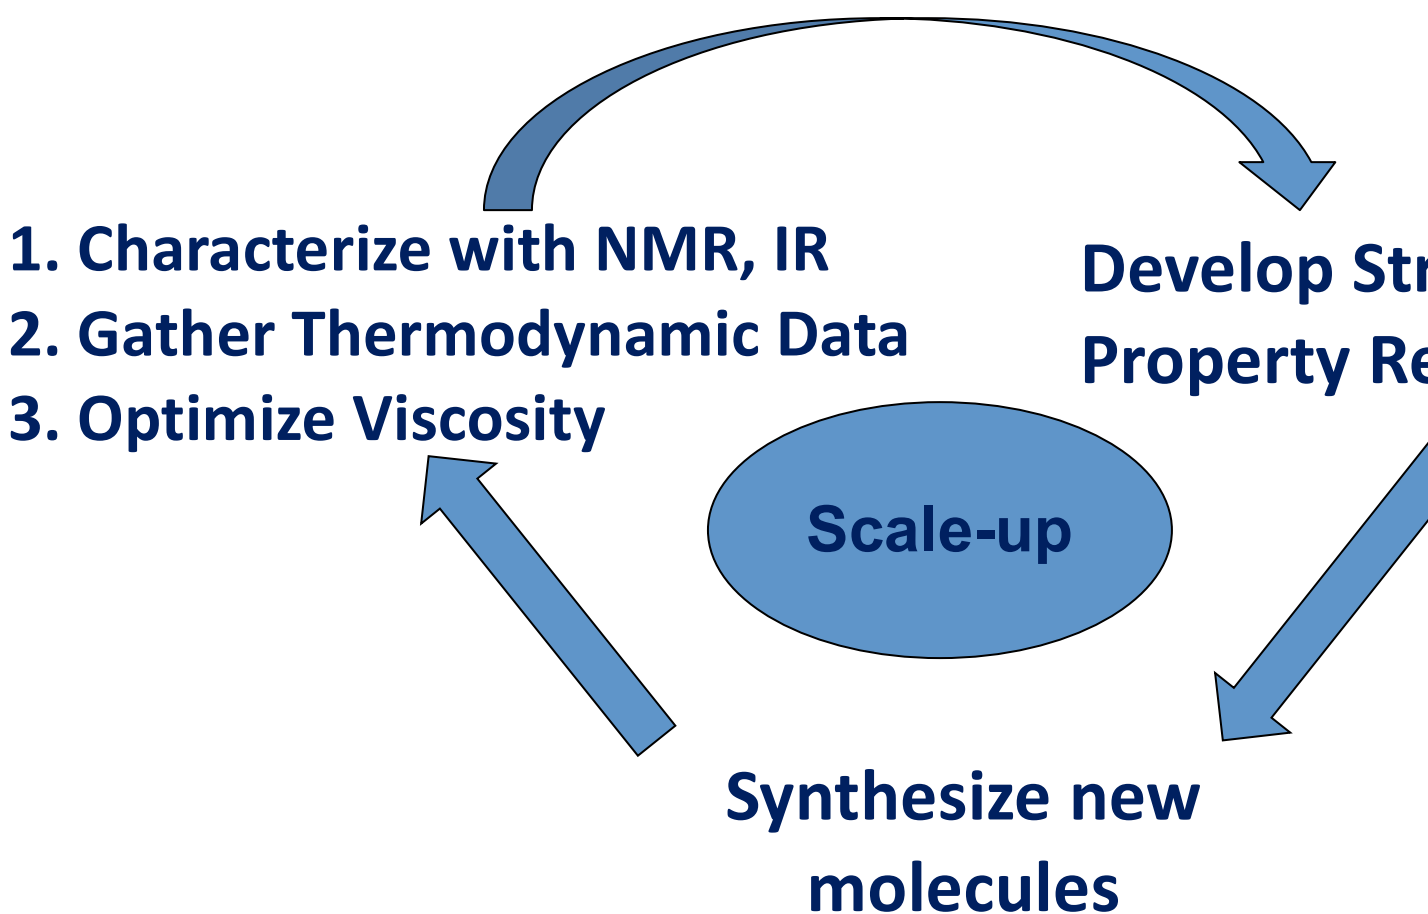 1. Characterize with NMR, IR
2. Gather Thermodynamic Data
3. Optimize Viscosity
Develop
Property
Scale-up
Synthesize new
molecules